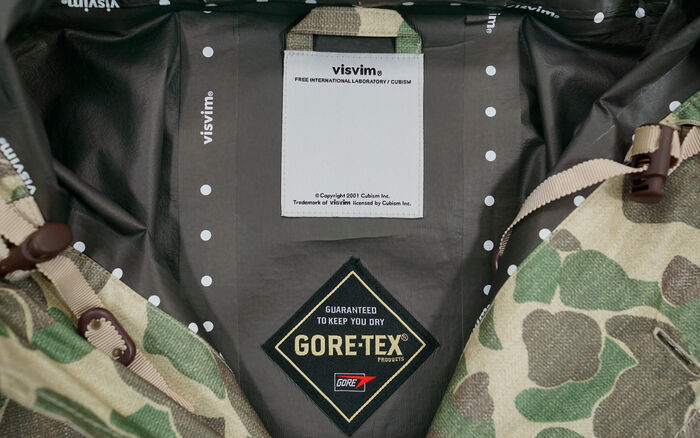 visvim®
visvim®
FREE INTERNATIONAL LABORATORY / CUBISM
visvim®
© Copyright 2001 Cubism Inc.
Trademark of visvim licensed by Cubism Inc.
GUARANTEED
TO KEEP YOU DRY
GORE-TEX®
PRODUCTS
GORE